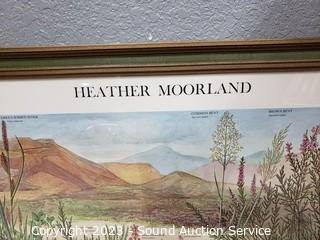 HEATHER MOORLAND
COMMON BENT
BROWN BENT
Copyright 2023 - Sound Auction Service